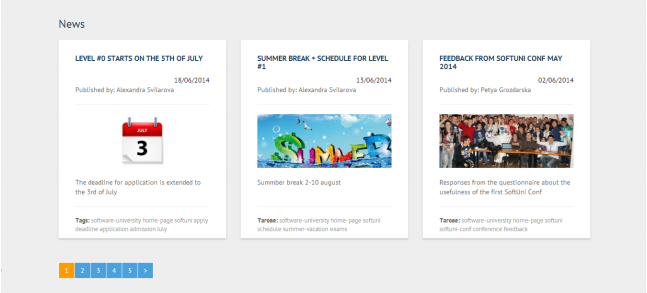 News
LEVEL #0 STARTS ON THE 5TH OF JULY
18/06/2014
Published by: Alexandra Svilarova
JULY
3
The deadline for application is extended to
the 3rd of July
Tags: software-university home-page softuni apply
deadline application admission july
SUMMER BREAK + SCHEDULE FOR LEVEL
#1
13/06/2014
Published by: Alexandra Svilarova
SUMMER
Summer break 2-10 august
Тагове: software-university home-page softuni
schedule summer-vacation exams
FEEDBACK FROM SOFTUNI CONF MAY
2014
02/06/2014
Published by: Petya Grozdarska
Responses from the questionnaire about the
usefulness of the first SoftUni Conf
Тагове: software-university home-page softuni
softuni-conf conference feedback
1 2 3 4 5 >